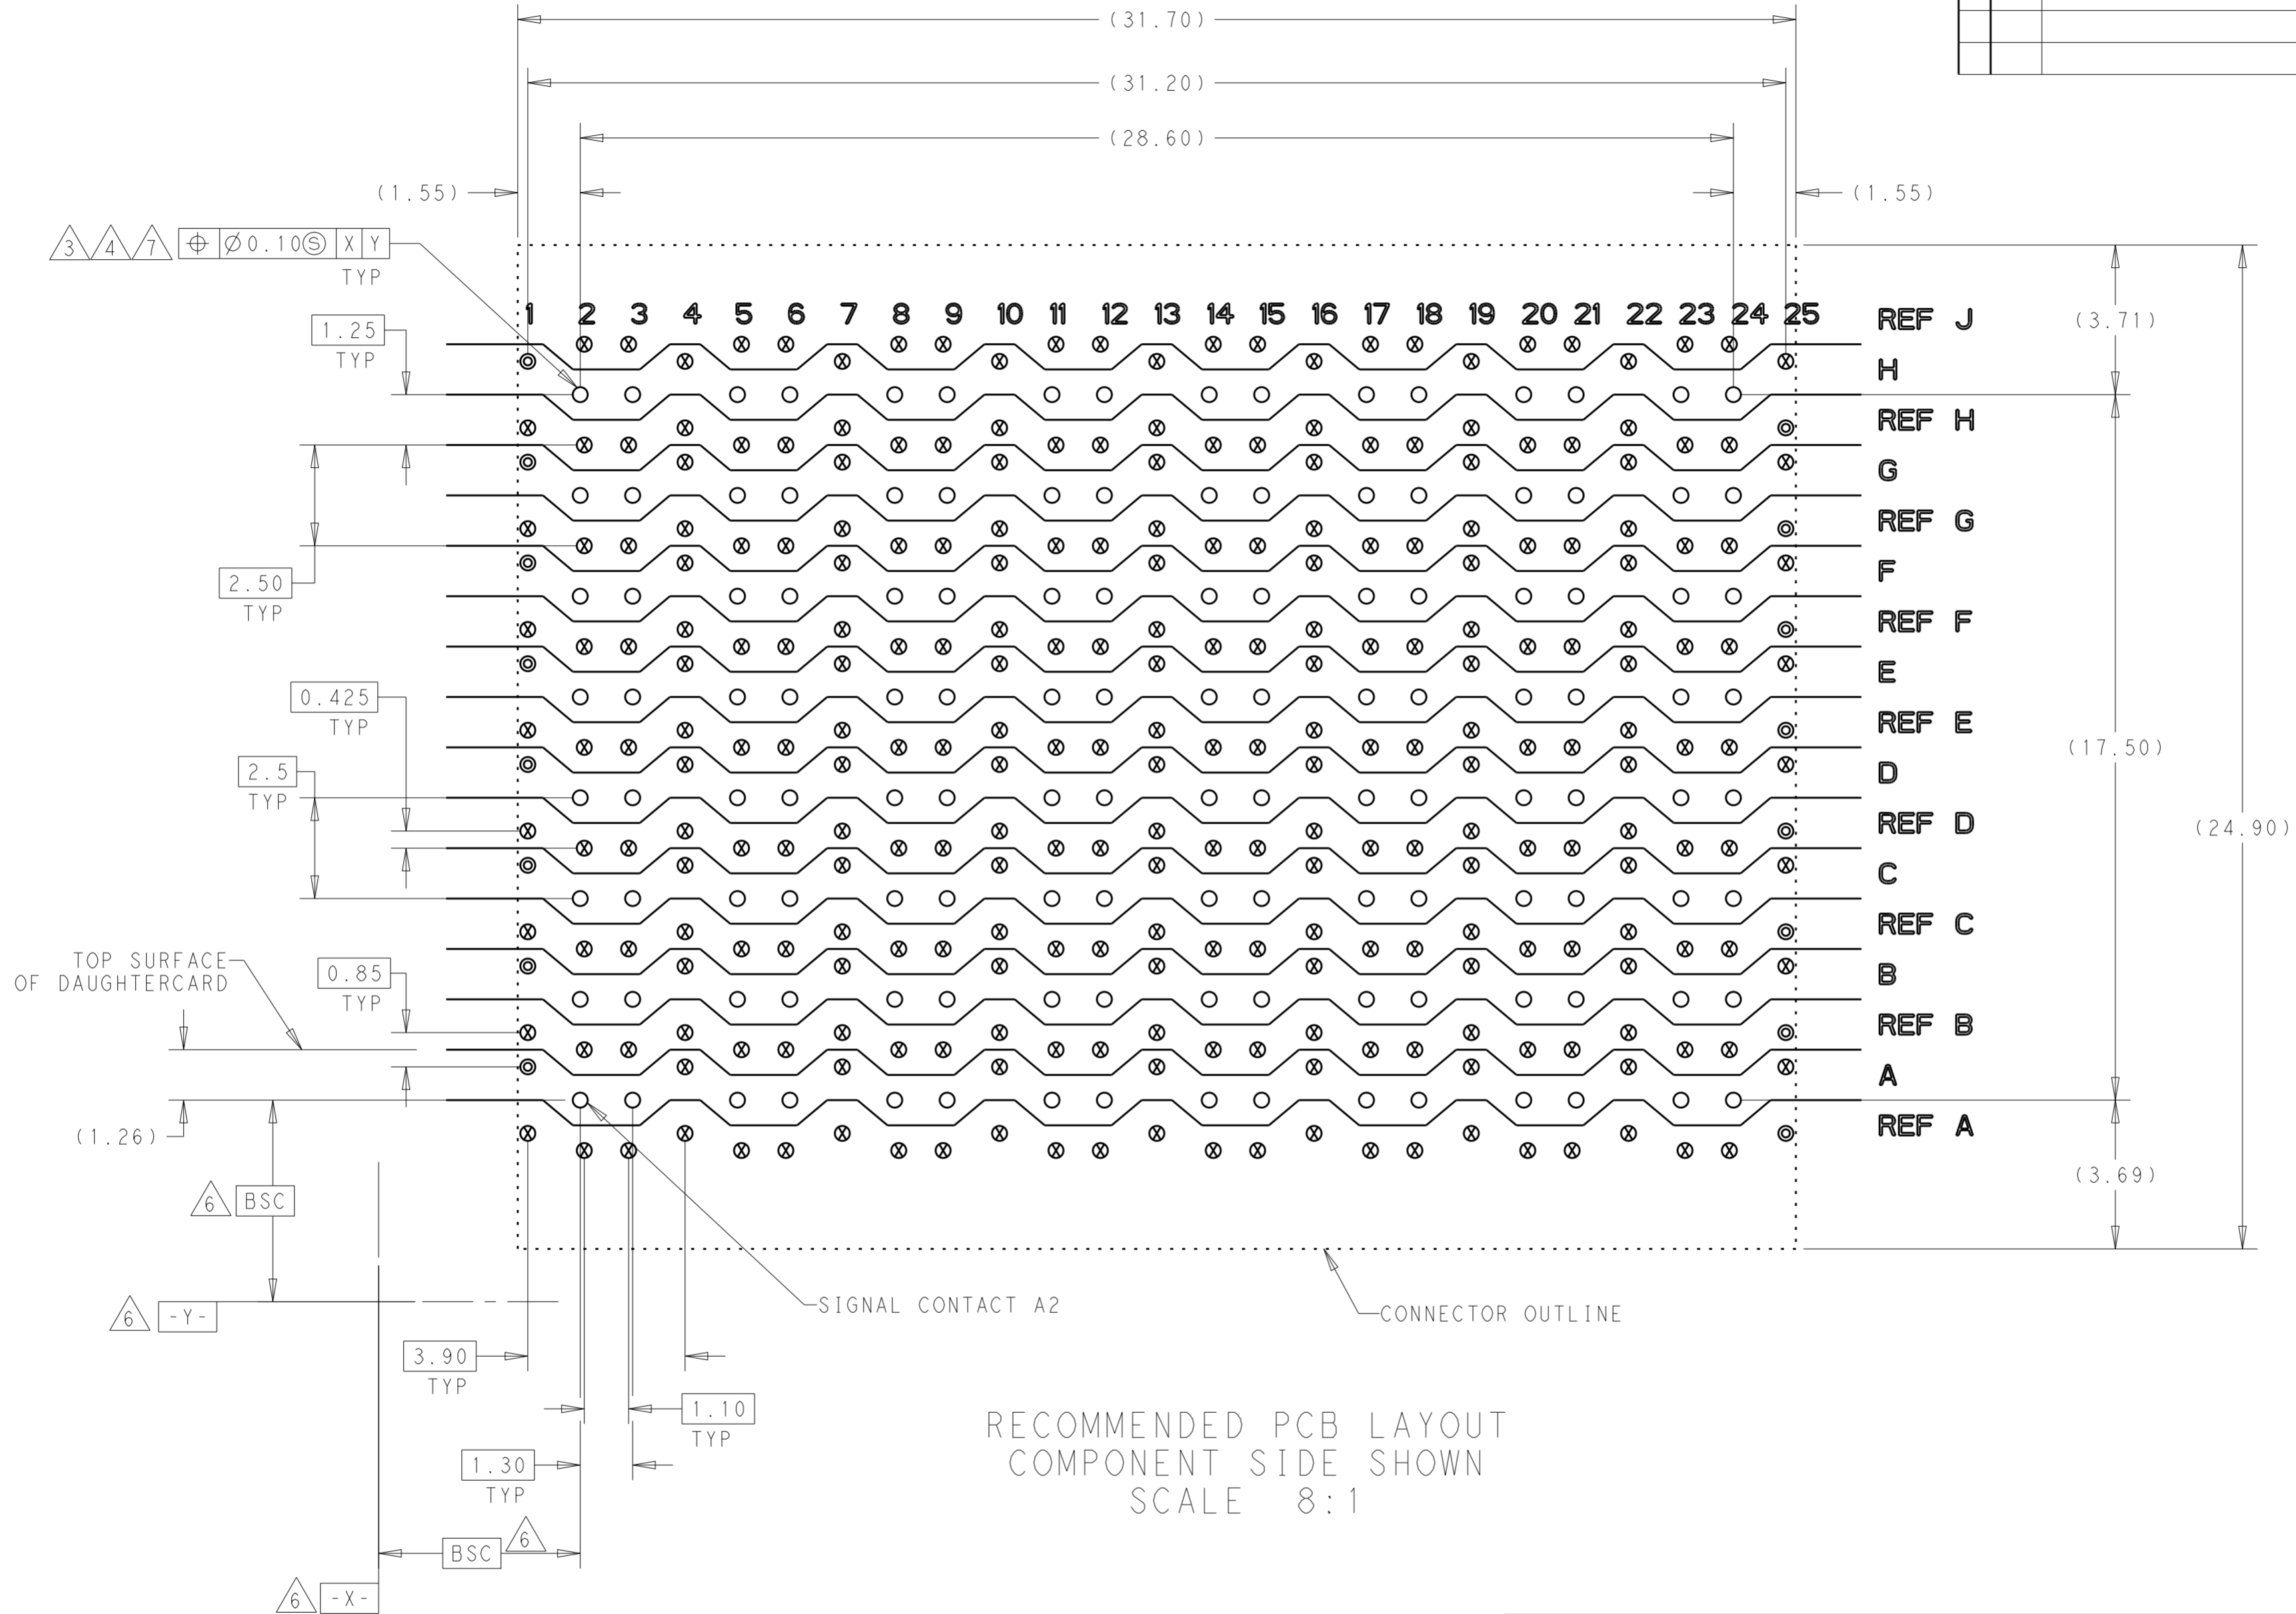 (31.70)
(31.20)
(28.60)
(1.55)
(1.55)
3 4 7 ⌖ Ø0.10Ⓢ X Y
TYP
1 2 3 4 5 6 7 8 9 10 11 12 13 14 15 16 17 18 19 20 21 22 23 24 25
REF J
(3.71)
1.25
TYP
H
REF H
G
REF G
2.50
TYP
F
REF F
E
0.425
TYP
REF E
(17.50)
2.5
TYP
D
REF D
(24.90)
C
REF C
TOP SURFACE
OF DAUGHTERCARD
0.85
TYP
B
REF B
A
(1.26)
REF A
(3.69)
6 BSC
6 -Y-
SIGNAL CONTACT A2
CONNECTOR OUTLINE
3.90
TYP
1.10
TYP
1.30
TYP
RECOMMENDED PCB LAYOUT
COMPONENT SIDE SHOWN
SCALE 8:1
BSC 6
6 -X-